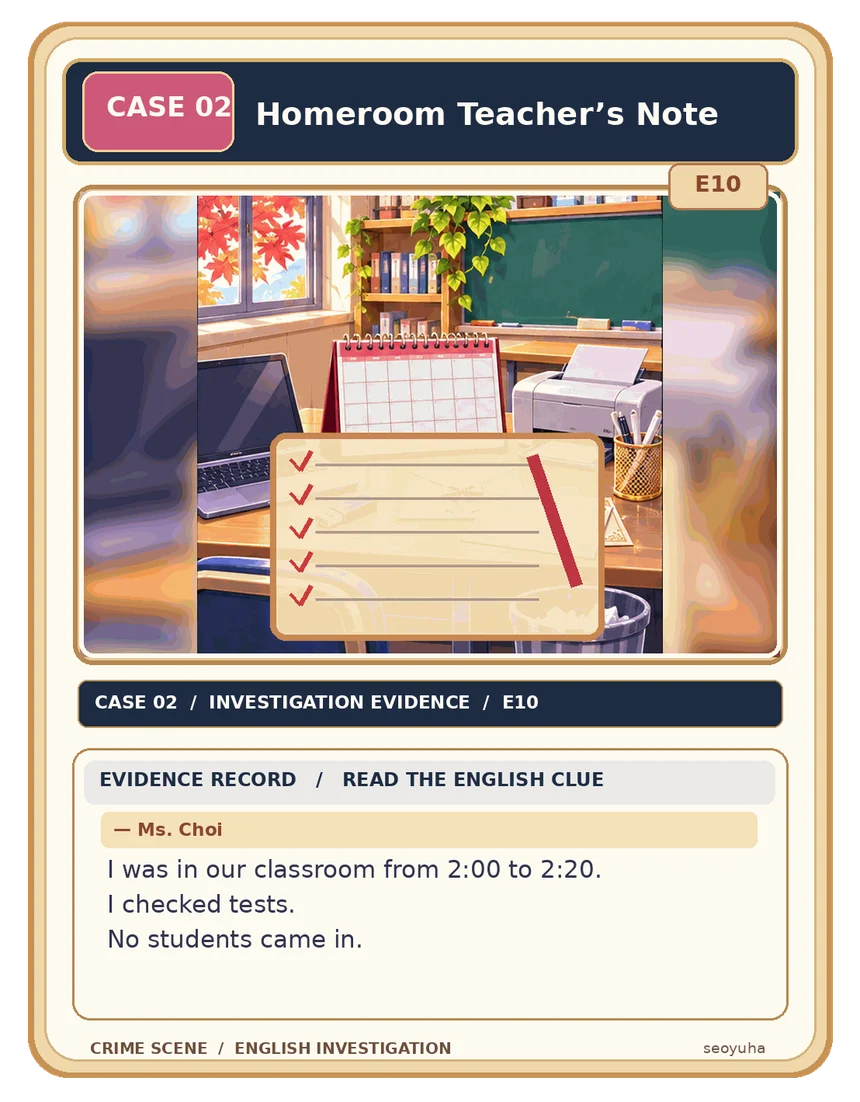 CASE 02
Homeroom Teacher’s Note
E10
CASE 02 / INVESTIGATION EVIDENCE / E10
EVIDENCE RECORD / READ THE ENGLISH CLUE
— Ms. Choi
I was in our classroom from 2:00 to 2:20.
I checked tests.
No students came in.
CRIME SCENE / ENGLISH INVESTIGATION
seoyuha